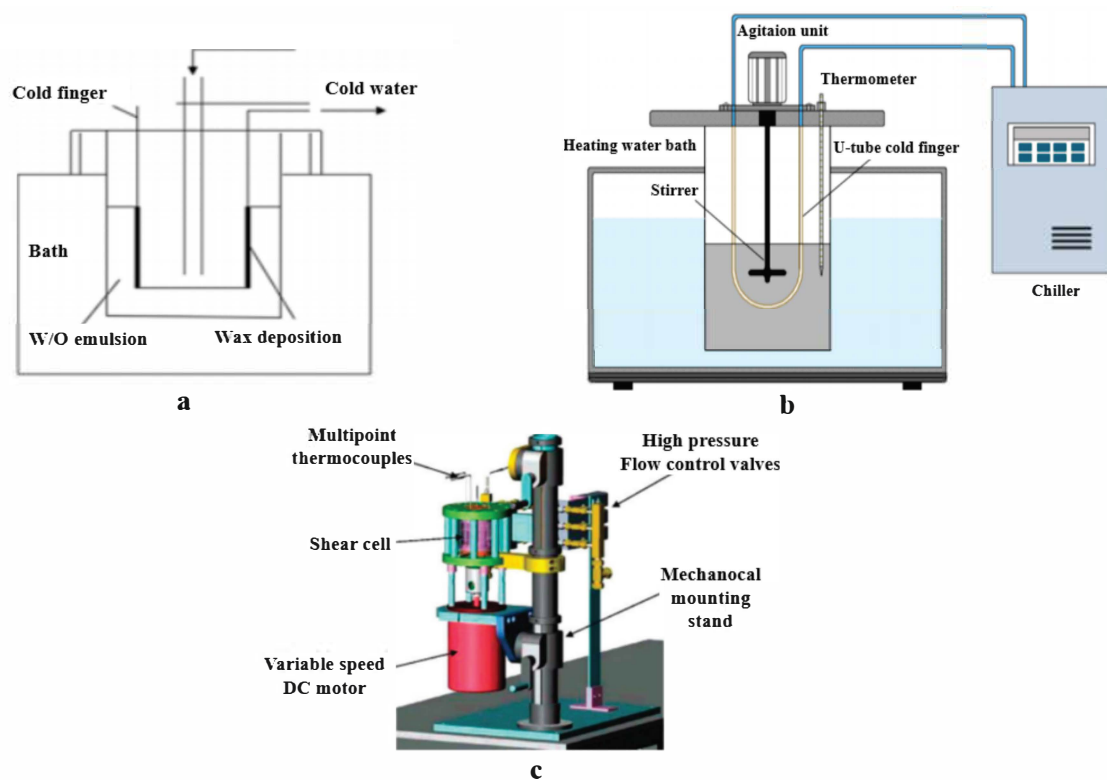 Cold finger
Cold water
Bath
W/O emulsion
Wax deposition
a
Agitaion unit
Thermometer
Heating water bath
U-tube cold finger
Stirrer
Chiller
b
Multipoint
thermocouples
High pressure
Flow control valves
Shear cell
Mechanocal
mounting
stand
Variable speed
DC motor
c